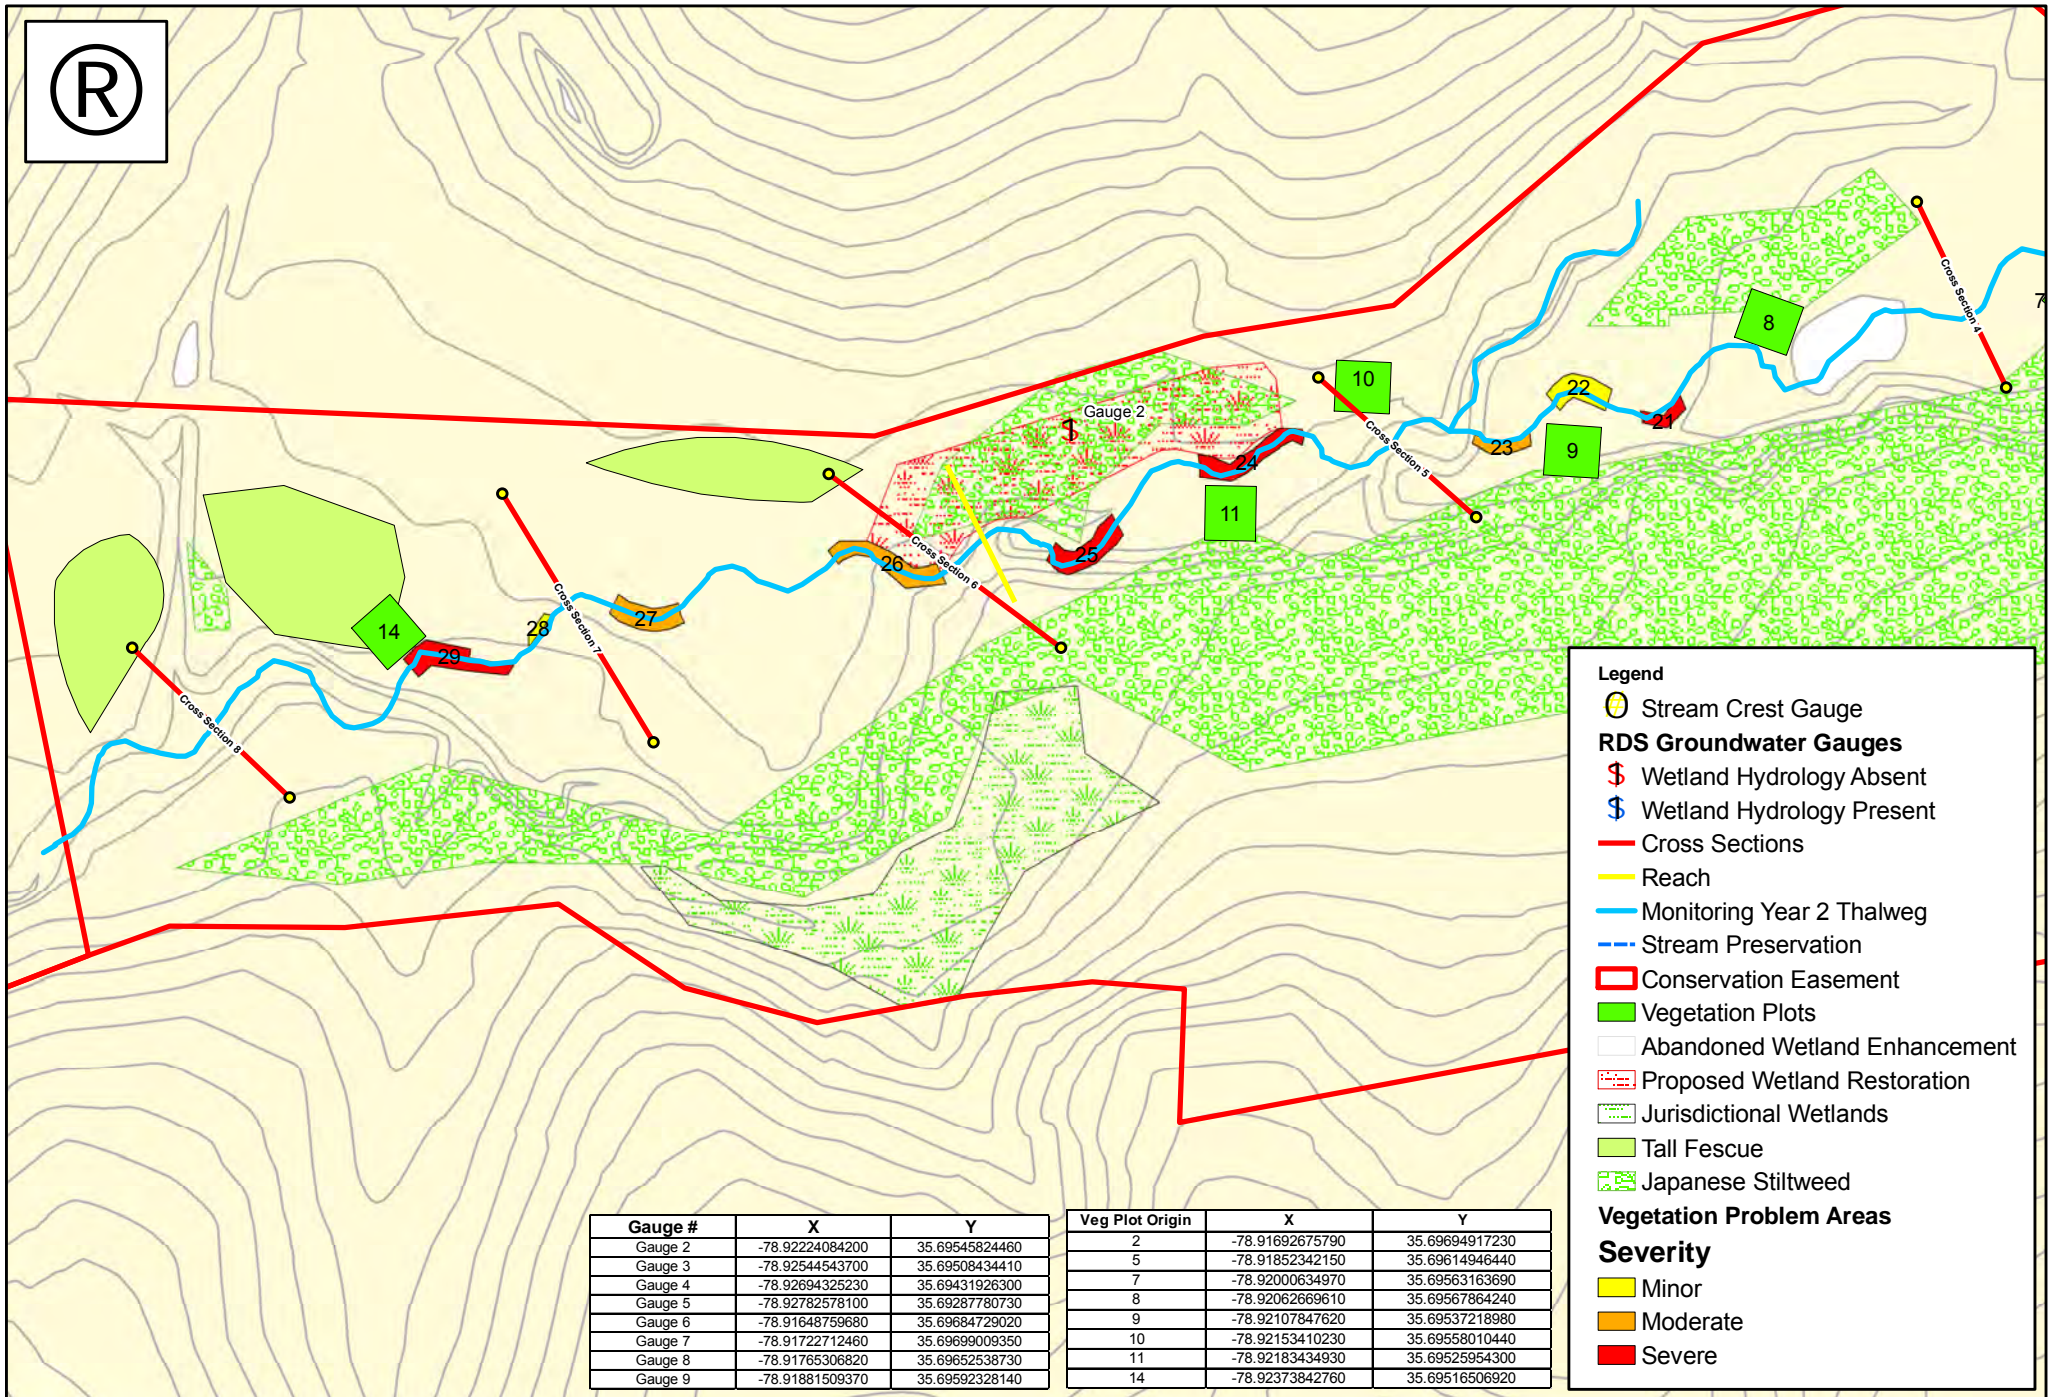 R
Cross Section 4
7
8
22
21
10
9
23
Cross Section 5
Gauge 2
24
11
25
Cross Section 6
26
27
Cross Section 7
28
14
29
Cross Section 8
Legend
Stream Crest Gauge
RDS Groundwater Gauges
Wetland Hydrology Absent
Wetland Hydrology Present
Cross Sections
Reach
Monitoring Year 2 Thalweg
Stream Preservation
Conservation Easement
Vegetation Plots
Abandoned Wetland Enhancement
Proposed Wetland Restoration
Jurisdictional Wetlands
Tall Fescue
Japanese Stiltweed
Vegetation Problem Areas
Severity
Minor
Moderate
Severe
Gauge # X Y
Gauge 2 -78.92224084200 35.69545824460
Gauge 3 -78.92544543700 35.69508434410
Gauge 4 -78.92694325230 35.69431926300
Gauge 5 -78.92782578100 35.69287780730
Gauge 6 -78.91648759680 35.69684729020
Gauge 7 -78.91722712460 35.69699009350
Gauge 8 -78.91765306820 35.69652538730
Gauge 9 -78.91881509370 35.69592328140
Veg Plot Origin X Y
2 -78.91692675790 35.69694917230
5 -78.91852342150 35.69614946440
7 -78.92000634970 35.69563163690
8 -78.92062669610 35.69567864240
9 -78.92107847620 35.69537218980
10 -78.92153410230 35.69558010440
11 -78.92183434930 35.69525954300
14 -78.92373842760 35.69516506920